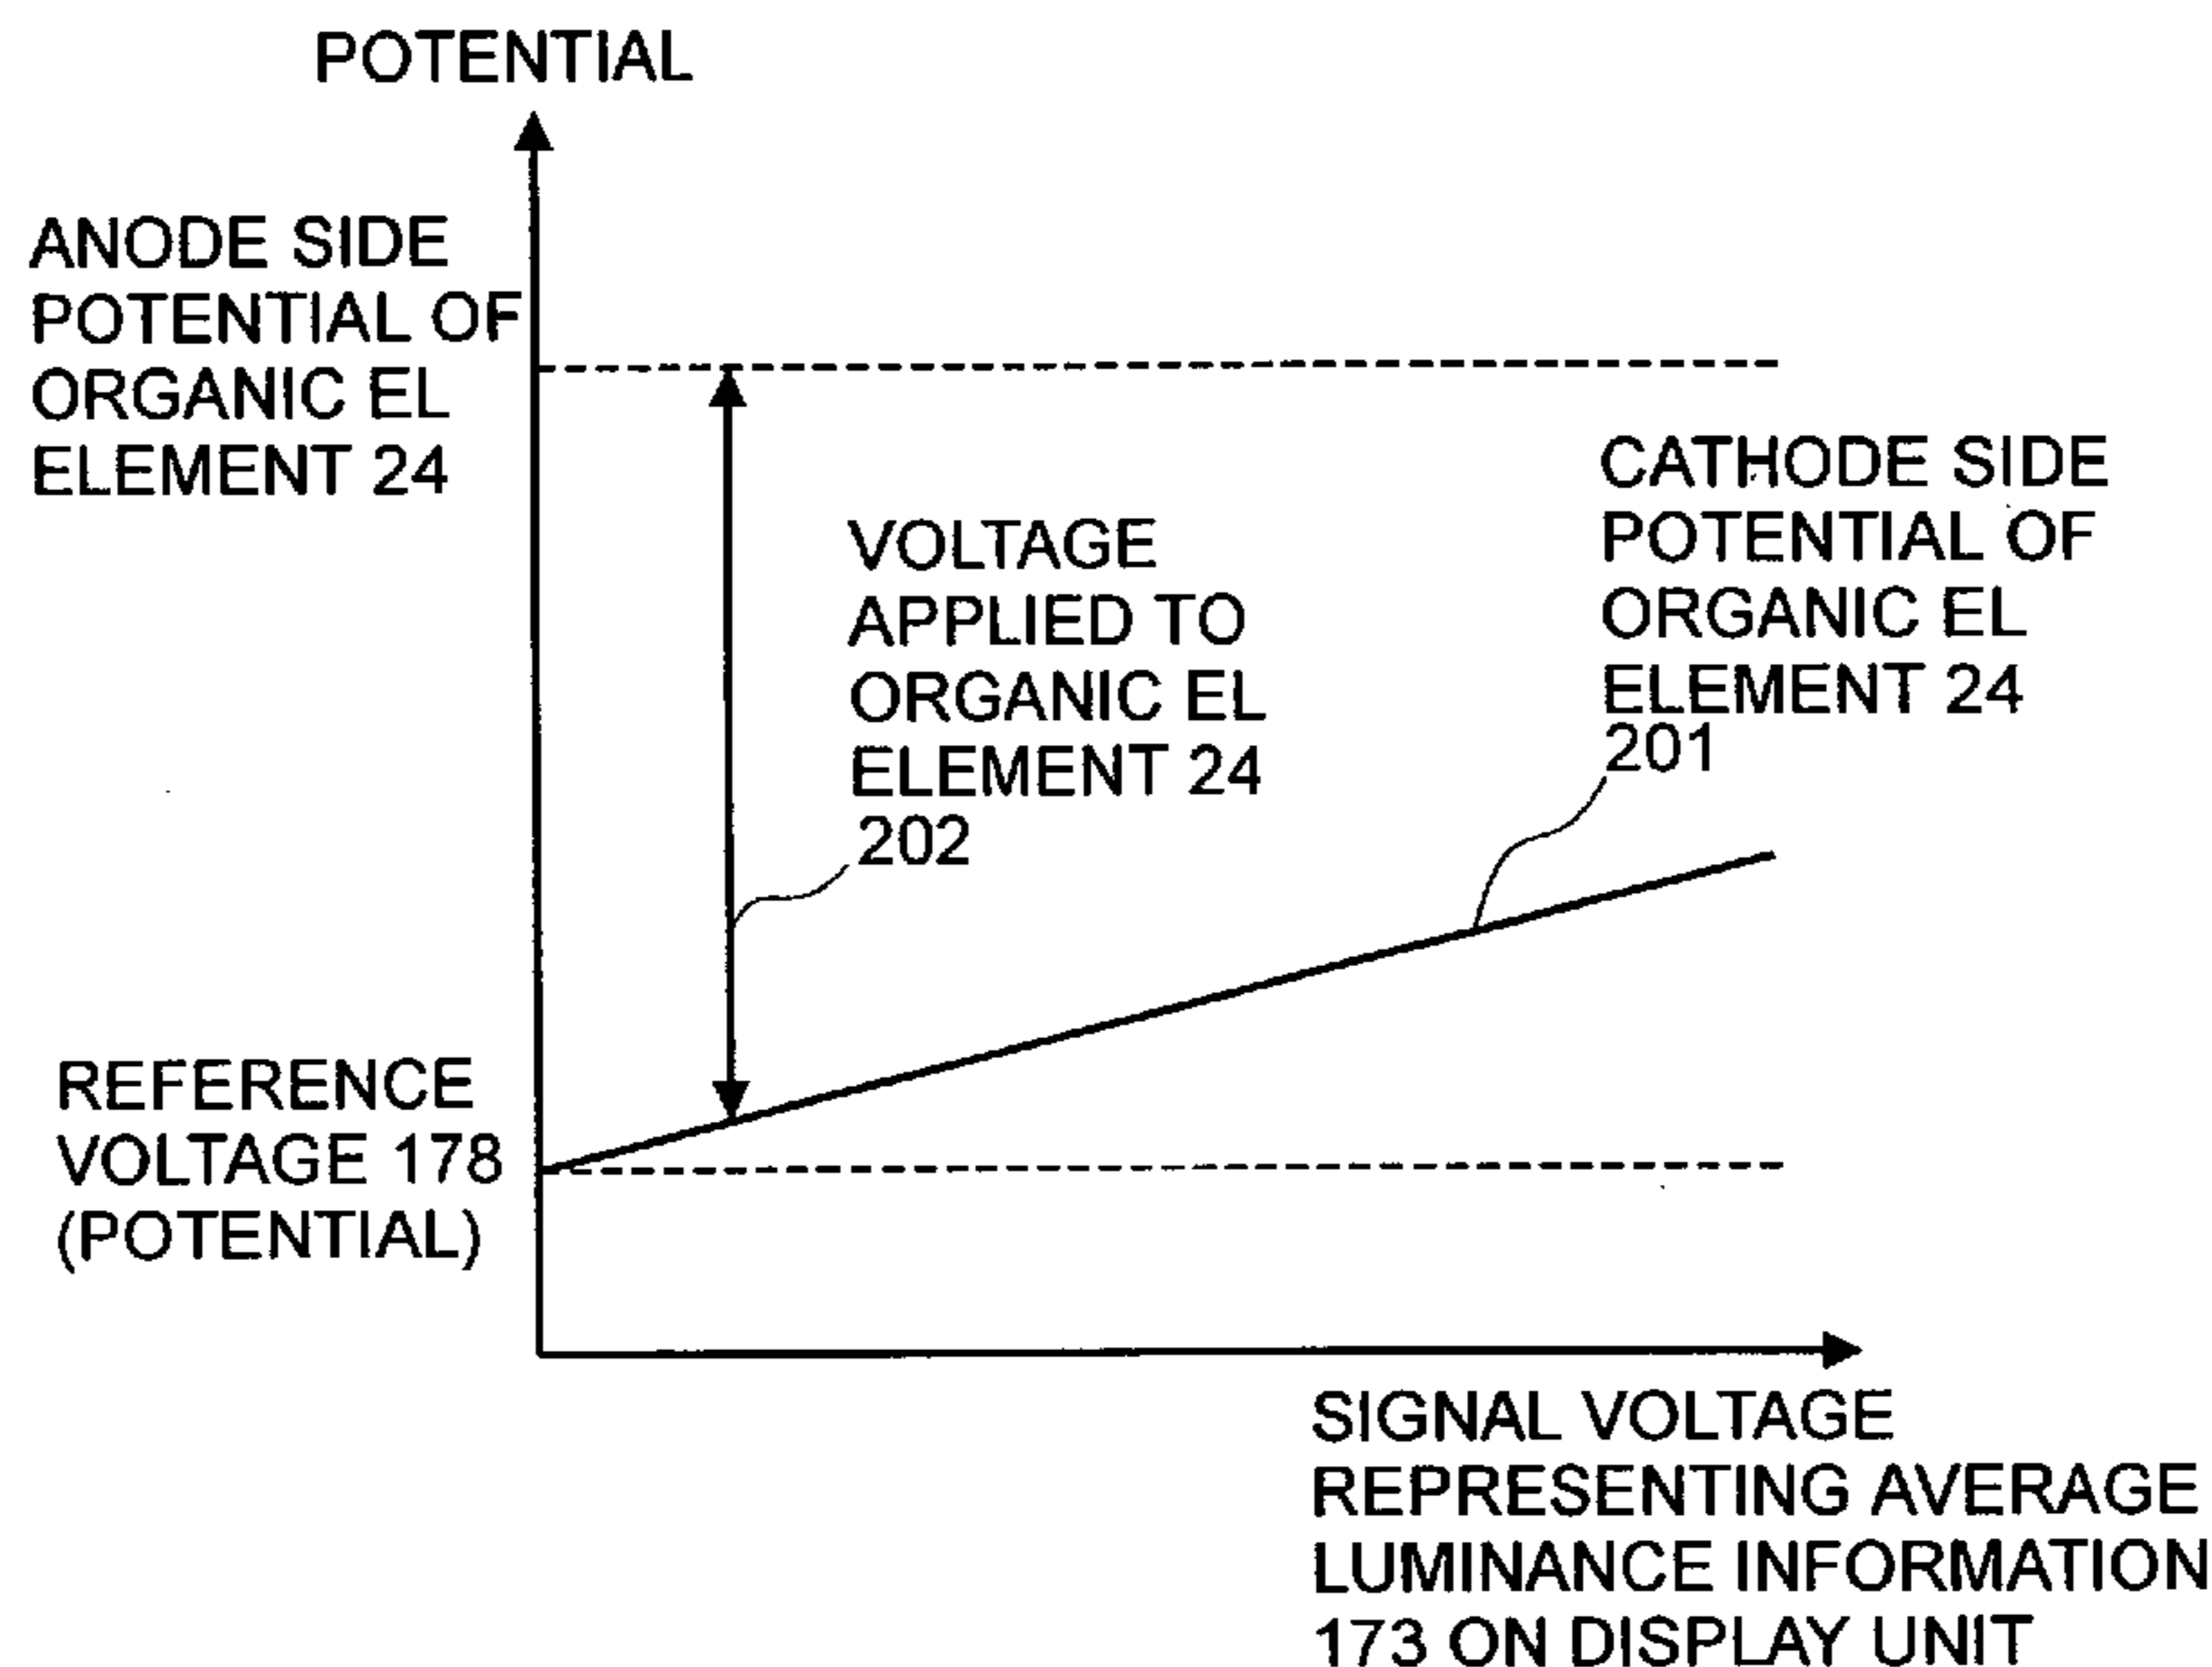 POTENTIAL
ANODE SIDE
POTENTIAL OF
ORGANIC EL
ELEMENT 24
VOLTAGE
APPLIED TO
ORGANIC EL
ELEMENT 24
202
CATHODE SIDE
POTENTIAL OF
ORGANIC EL
ELEMENT 24
201
REFERENCE
VOLTAGE 178
(POTENTIAL)
SIGNAL VOLTAGE
REPRESENTING AVERAGE
LUMINANCE INFORMATION
173 ON DISPLAY UNIT